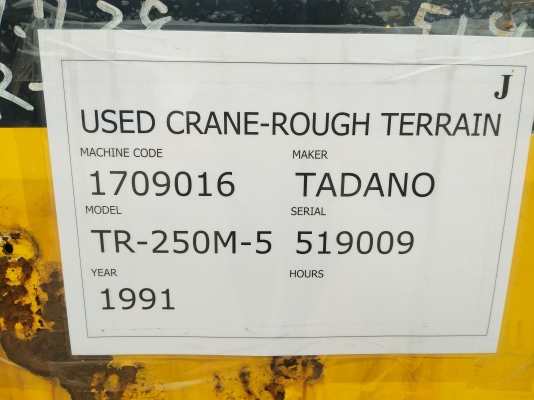 J
USED CRANE-ROUGH TERRAIN
MACHINE CODE MAKER
1709016 TADANO
MODEL SERIAL
TR-250M-5 519009
YEAR HOURS
1991